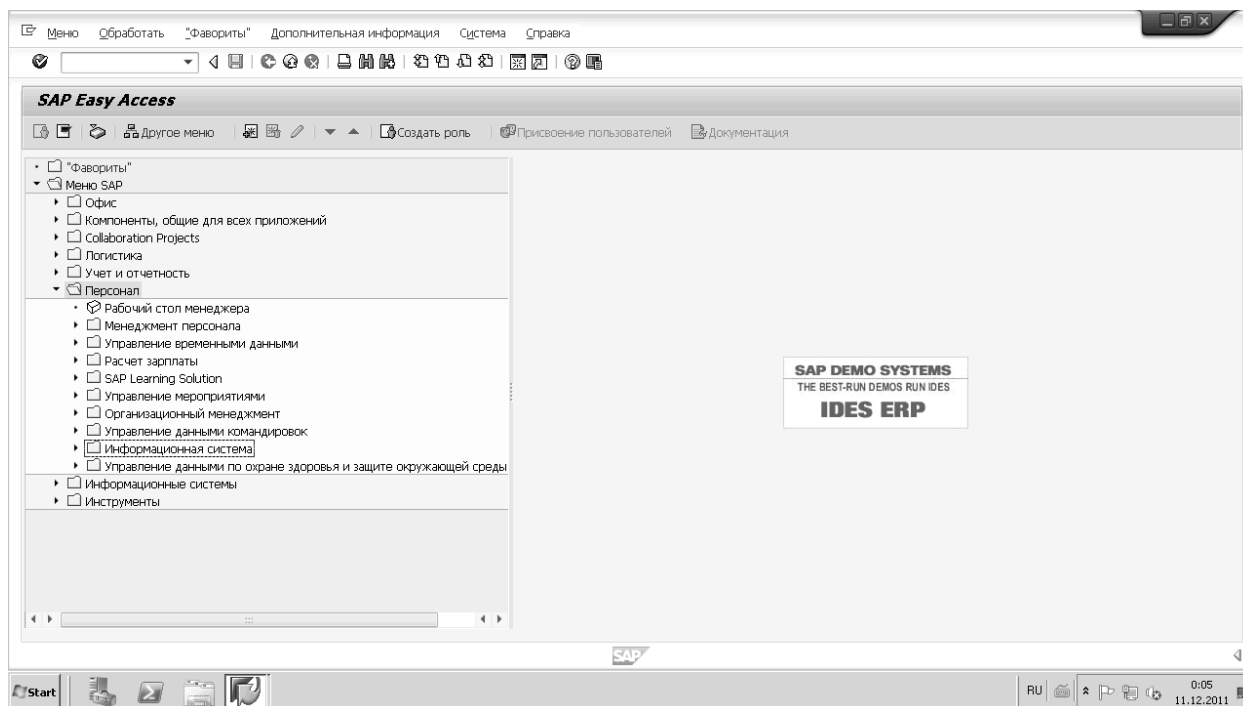 Меню Обработать "Фавориты" Дополнительная информация Система Справка
SAP Easy Access
Другое меню Создать роль Присвоение пользователей Документация
"Фавориты"
Меню SAP
Офис
Компоненты, общие для всех приложений
Collaboration Projects
Логистика
Учет и отчетность
Персонал
Рабочий стол менеджера
Менеджмент персонала
Управление временными данными
Расчет зарплаты
SAP Learning Solution
Управление мероприятиями
Организационный менеджмент
Управление данными командировок
Информационная система
Управление данными по охране здоровья и защите окружающей среды
Информационные системы
Инструменты
SAP DEMO SYSTEMS
THE BEST-RUN DEMOS RUN IDES
IDES ERP
SAP
Start
RU
0:05
11.12.2011